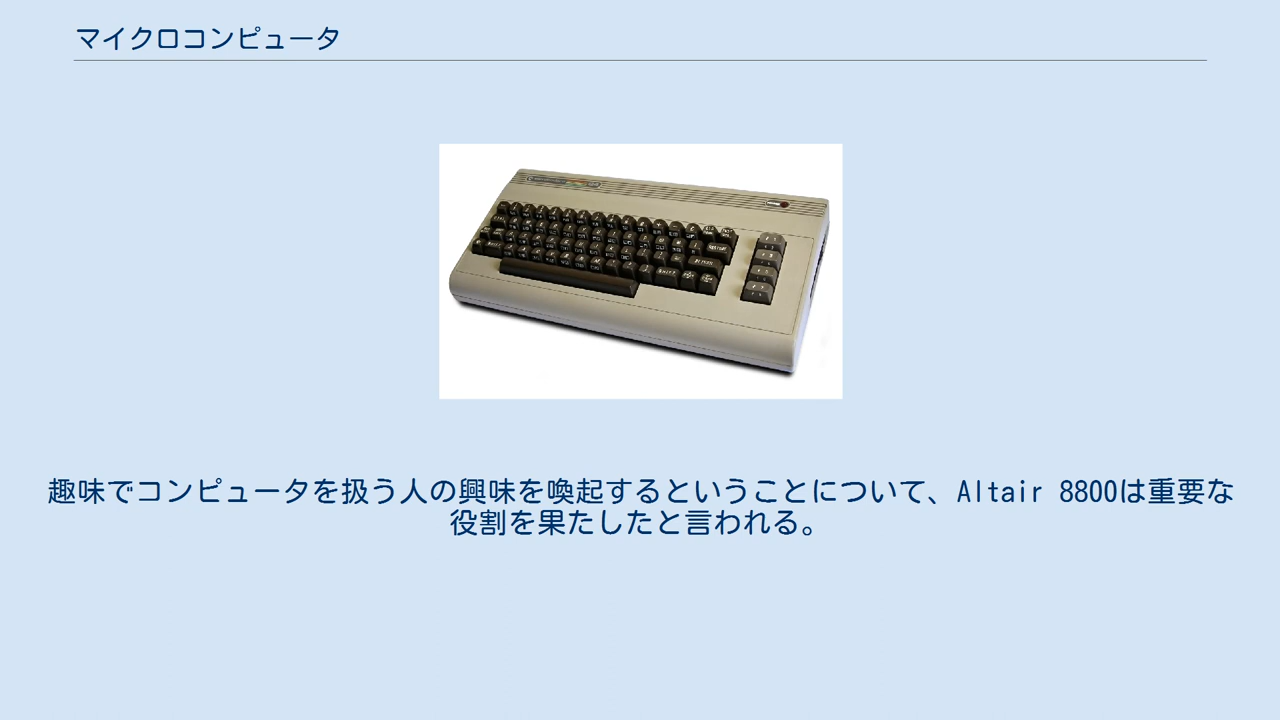 マイクロコンピュータ
趣味でコンピュータを扱う人の興味を喚起するということについて、Altair 8800は重要な
役割を果たしたと言われる。